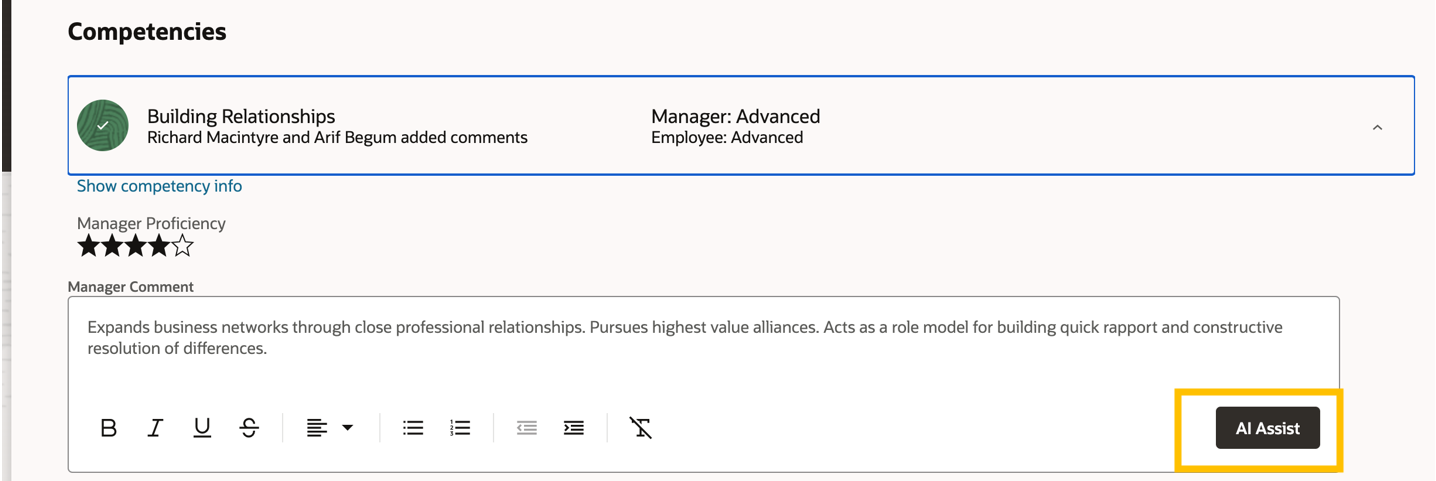 Competencies
Building Relationships
Richard Macintyre and Arif Begum added comments
Manager: Advanced
Employee: Advanced
Show competency info
Manager Proficiency
Manager Comment
Expands business networks through close professional relationships. Pursues highest value alliances. Acts as a role model for building quick rapport and constructive
resolution of differences.
AI Assist